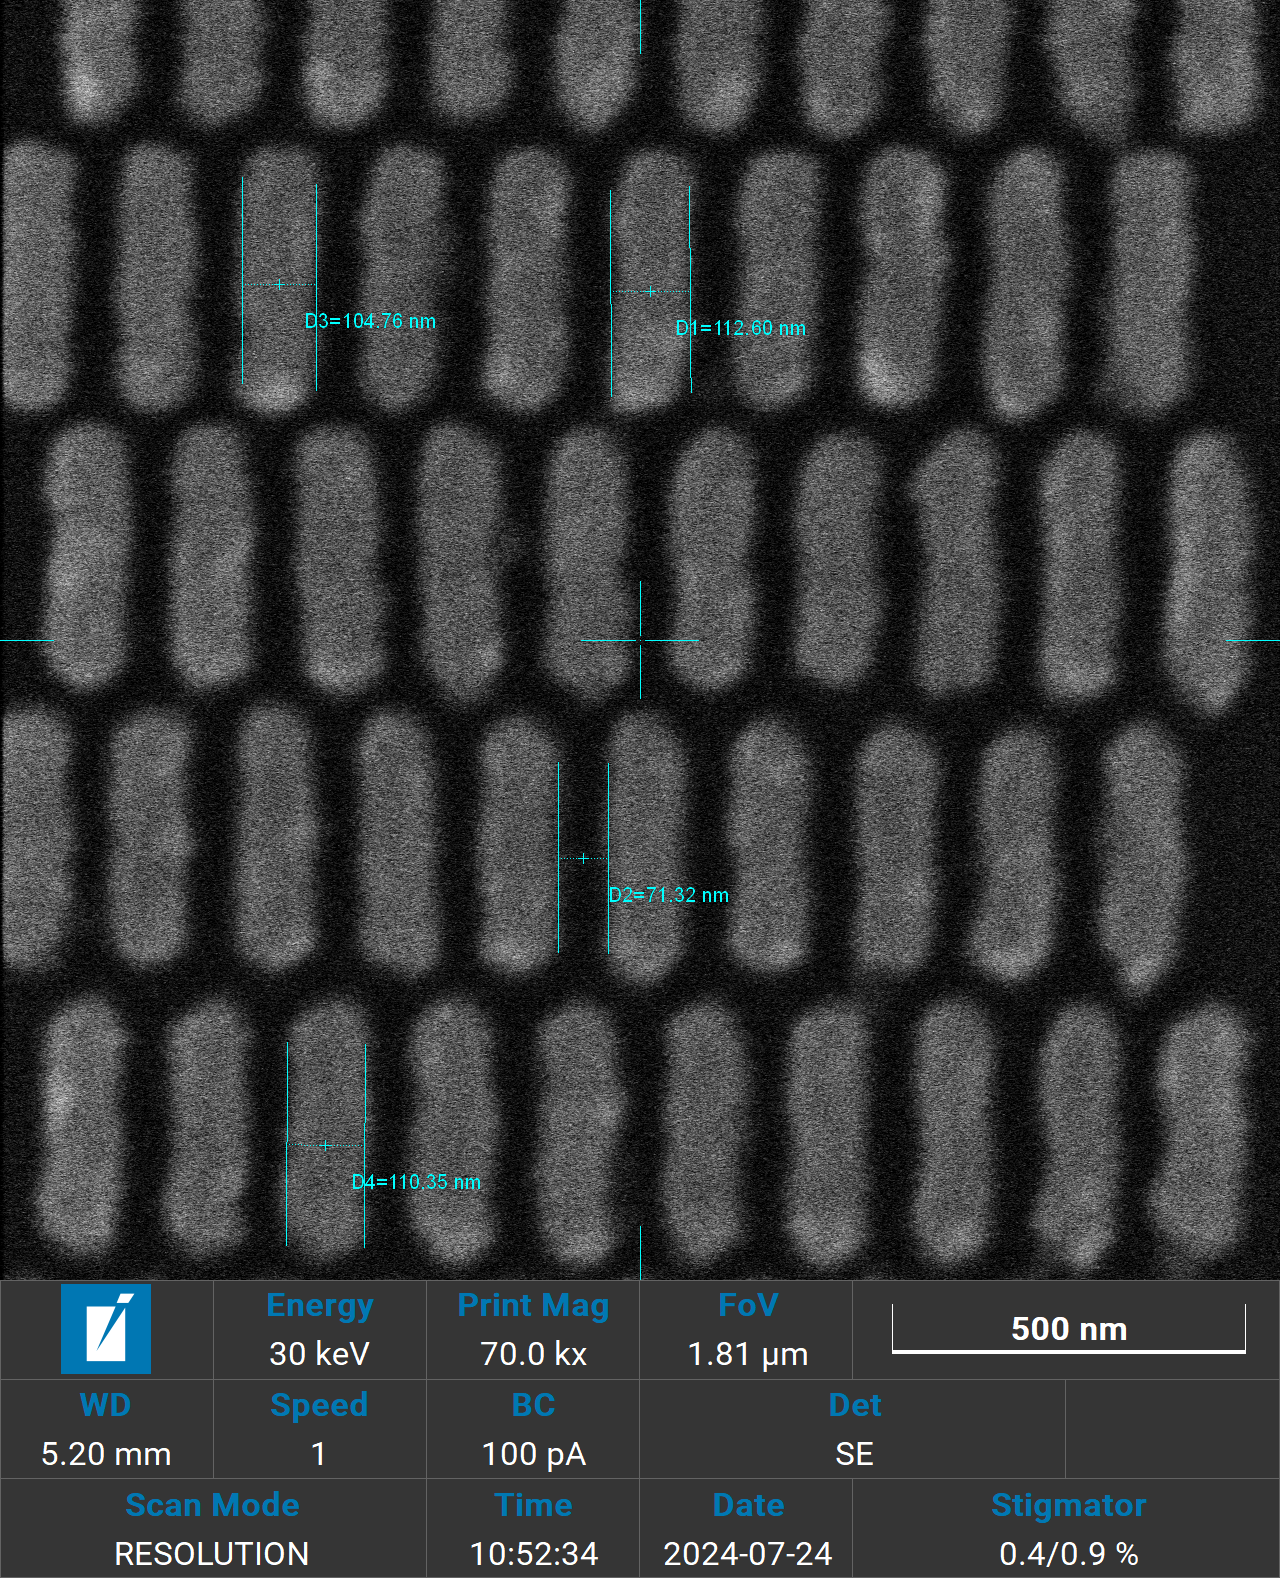 D3=104.76 nm
D1=112.60 nm
D2=71.32 nm
D4=110.35 nm
Energy
Print Mag
FoV
500 nm
30 keV
70.0 kx
1.81 µm
WD
Speed
BC
Det
5.20 mm
1
100 pA
SE
Scan Mode
Time
Date
Stigmator
RESOLUTION
10:52:34
2024-07-24
0.4/0.9 %